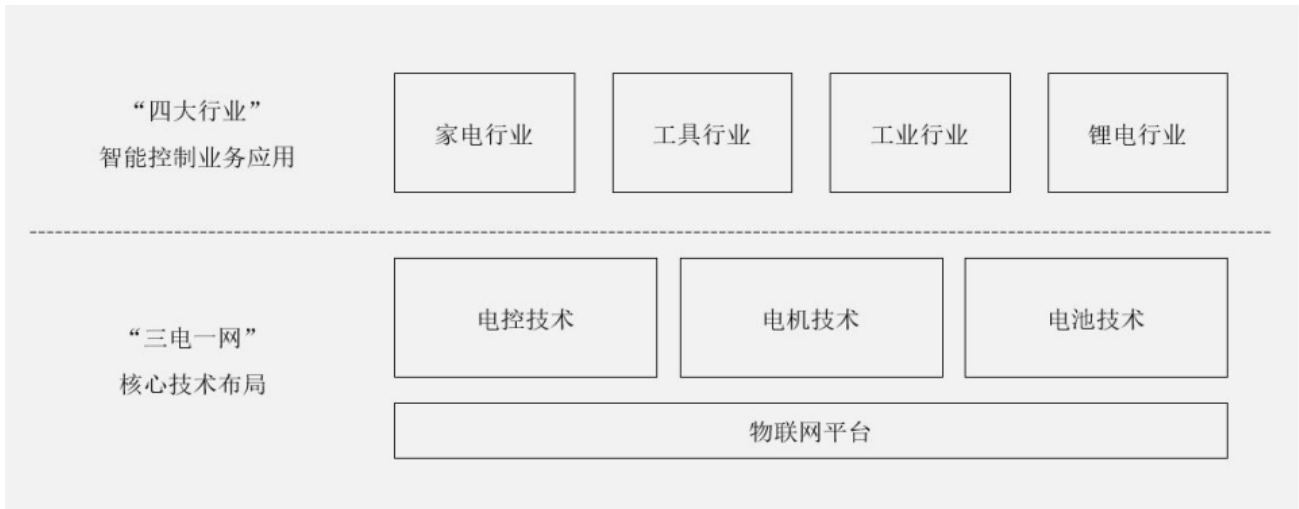 “四大行业”
智能控制业务应用
家电行业
工具行业
工业行业
锂电行业
“三电一网”
核心技术布局
电控技术
电机技术
电池技术
物联网平台